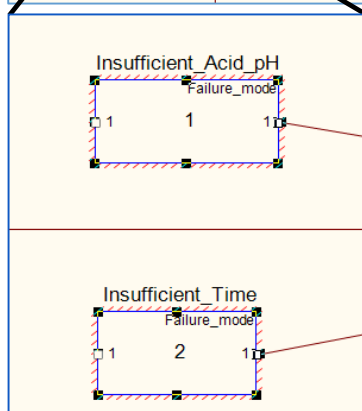 Insufficient_Acid_pH
Failure_mode
1 1 1
Insufficient_Time
Failure_mode
1 2 1